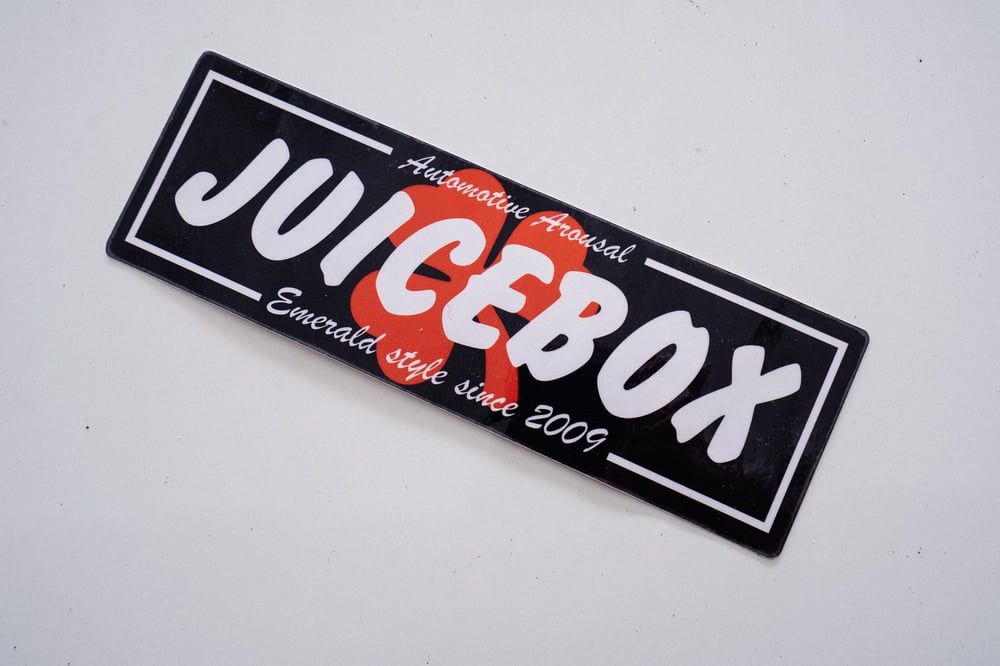 Automotive Arousal
JUICEBOX
Emerald style since 2009